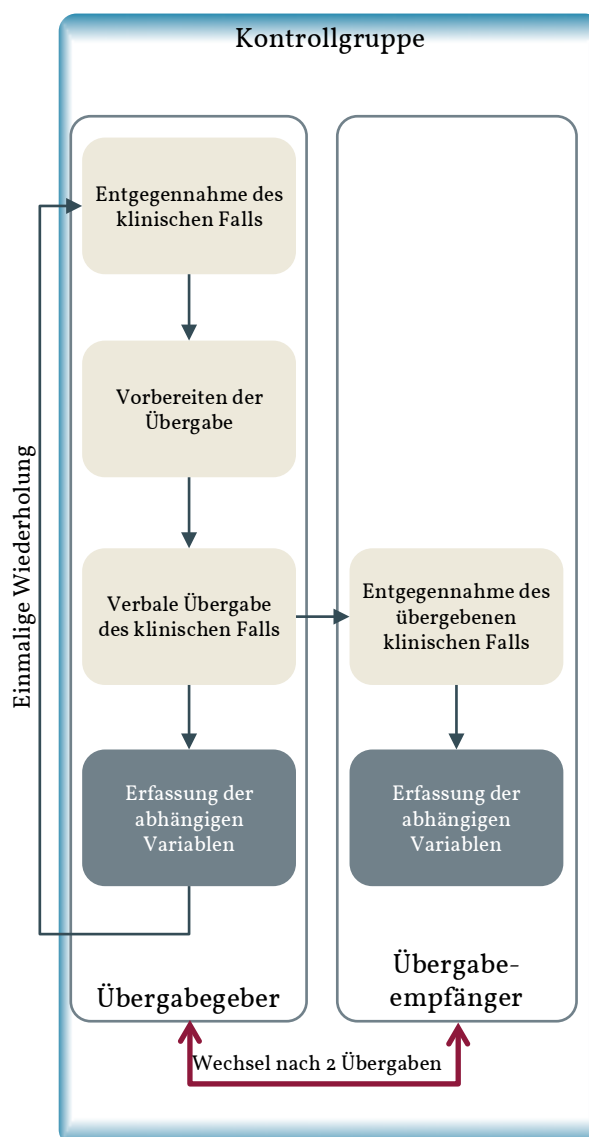 Kontrollgruppe
Entgegennahme des
klinischen Falls
Vorbereiten der
Übergabe
Verbale Übergabe
des klinischen Falls
Erfassung der
abhängigen
Variablen
Übergabegeber
Entgegennahme des
übergebenen
klinischen Falls
Erfassung der
abhängigen
Variablen
Übergabe-
empfänger
Einmalige Wiederholung
Wechsel nach 2 Übergaben